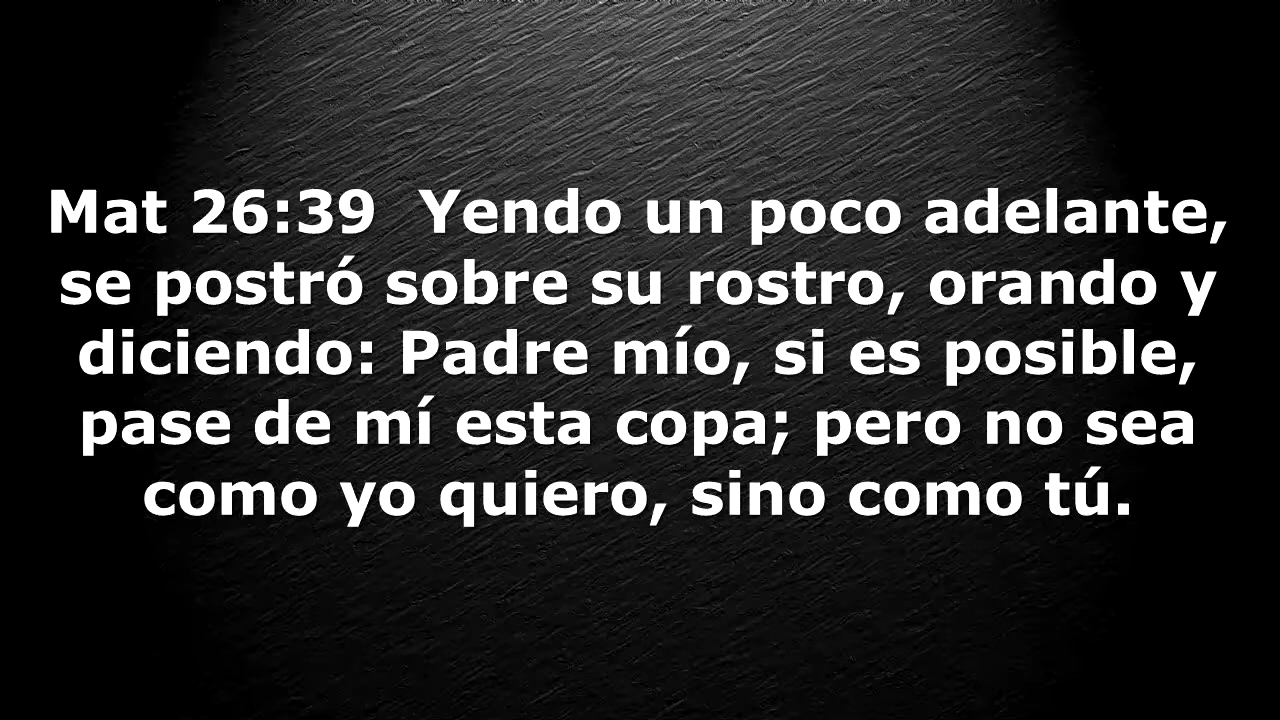 Mat 26:39  Yendo un poco adelante,
se postró sobre su rostro, orando y
diciendo: Padre mío, si es posible,
pase de mí esta copa; pero no sea
como yo quiero, sino como tú.